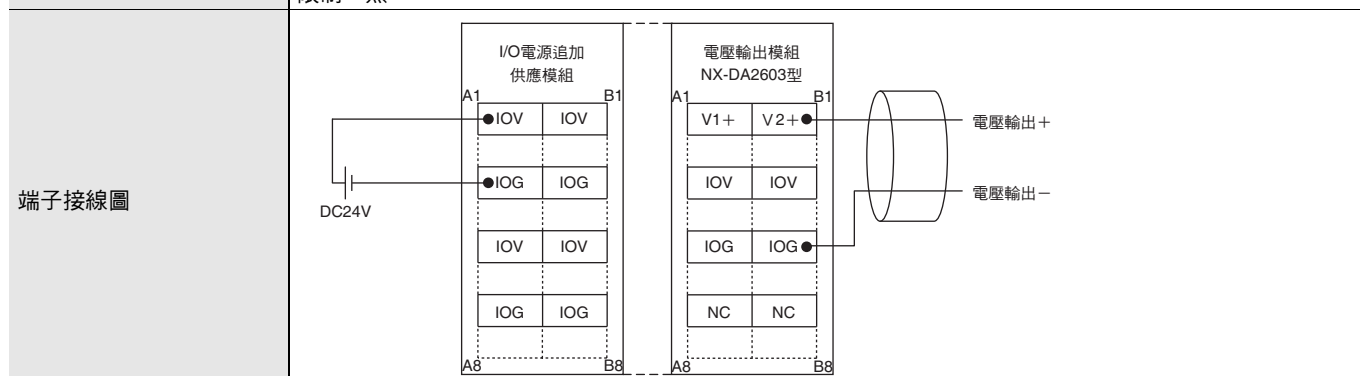 端子接線圖
I/O電源追加
供應模組
A1 B1
IOV IOV
IOG IOG
IOV IOV
IOG IOG
A8 B8
DC24V
電壓輸出模組
NX-DA2603型
A1 B1
V1+ V2+
IOV IOV
IOG IOG
NC NC
A8 B8
電壓輸出+
電壓輸出-